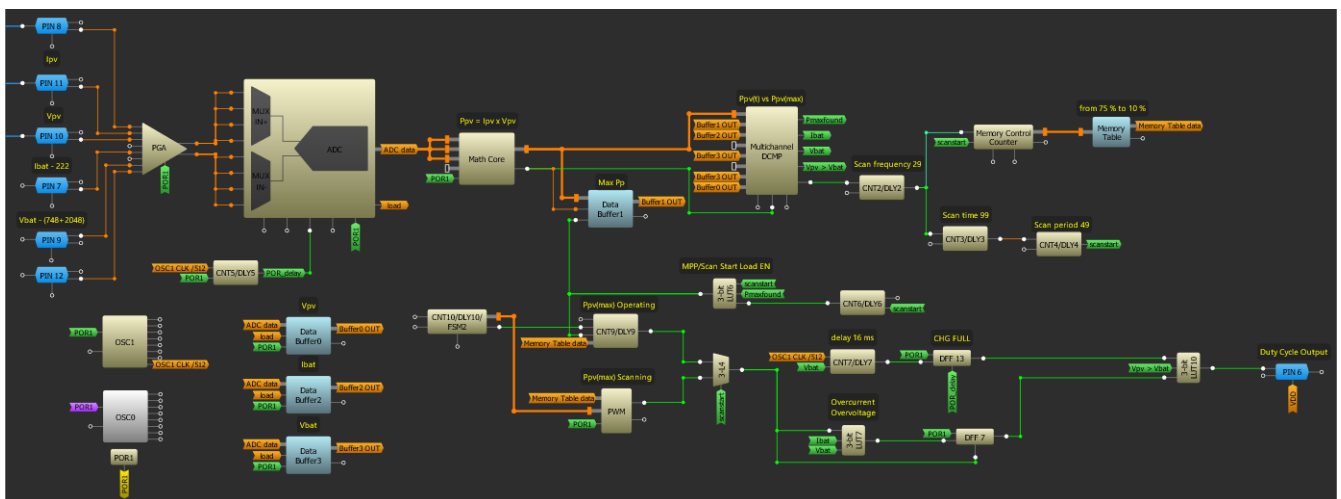 PIN 8
Ipv
PIN 11
Vpv
PIN 10
Ibat - 222
PIN 7
Vbat - (748+2048)
PIN 9
PIN 12
PGA
POR1
MUX
IN+
MUX
IN-
ADC
ADC data
load
POR1
OSC1 CLK /512
POR1
CNT5/DLY5
POR_delay
Ppv = Ipv x Vpv
Math Core
POR1
Max Pp
Data
Buffer1
Buffer1 OUT
Ppv(t) vs Ppv(max)
Buffer1 OUT
Buffer2 OUT
Buffer3 OUT
Buffer3 OUT
Buffer0 OUT
Multichannel
DCMP
Pmaxfound
Ibat
Vbat
Vpv > Vbat
Scan frequency 29
CNT2/DLY2
scanstart
Memory Control
Counter
from 75 % to 10 %
Memory
Table
Memory Table data
Scan time 99
CNT3/DLY3
Scan period 49
CNT4/DLY4
scanstart
MPP/Scan Start Load EN
3-bit
LUT6
scanstart
Pmaxfound
CNT6/DLY6
scanstart
POR1
OSC1
OSC1 CLK /512
POR1
OSC0
POR1
POR1
Vpv
ADC data
load
POR1
Data
Buffer0
Buffer0 OUT
Ibat
ADC data
load
POR1
Data
Buffer2
Buffer2 OUT
Vbat
ADC data
load
POR1
Data
Buffer3
Buffer3 OUT
CNT10/DLY10/
FSM2
Ppv(max) Operating
CNT9/DLY9
Memory Table data
Ppv(max) Scanning
Memory Table data
POR1
PWM
3-L4
scanstart
delay 16 ms
OSC1 CLK /512
Vbat
CNT7/DLY7
CHG FULL
POR1
DFF 13
POR_delay
Overcurrent
Overvoltage
Ibat
Vbat
3-bit
LUT7
POR1
DFF 7
Vpv > Vbat
3-bit
LUT10
Duty Cycle Output
PIN 6
VDD